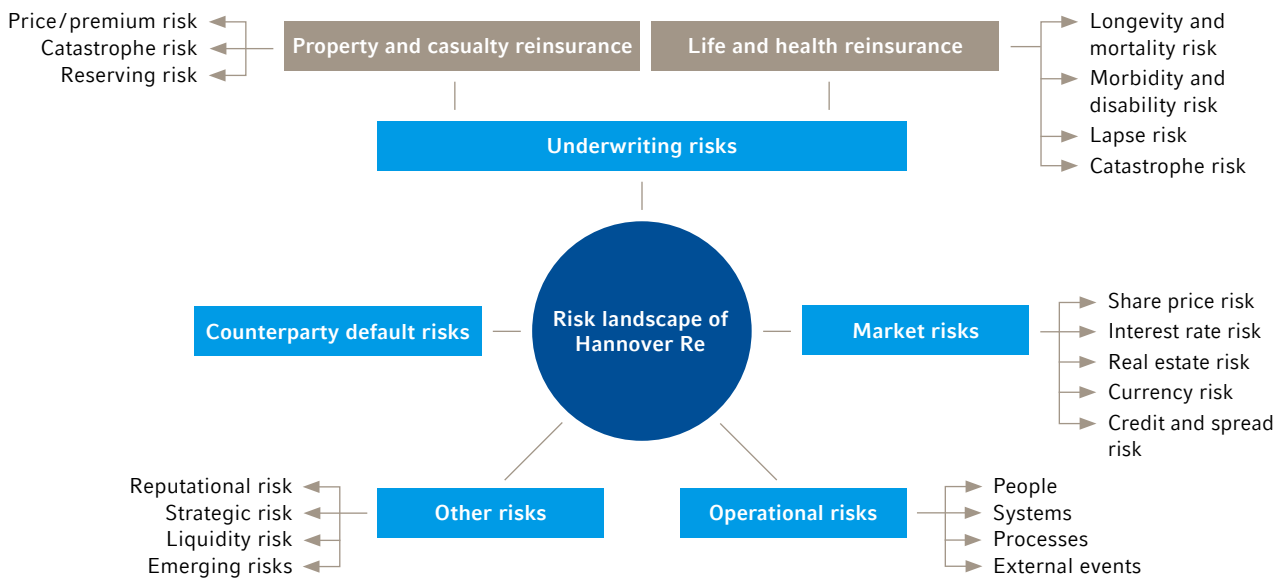 Price/premium risk
Catastrophe risk
Reserving risk
Property and casualty reinsurance
Life and health reinsurance
Longevity and
mortality risk
Morbidity and
disability risk
Lapse risk
Catastrophe risk
Underwriting risks
Counterparty default risks
Risk landscape of
Hannover Re
Market risks
Share price risk
Interest rate risk
Real estate risk
Currency risk
Credit and spread
risk
Reputational risk
Strategic risk
Liquidity risk
Emerging risks
Other risks
Operational risks
People
Systems
Processes
External events